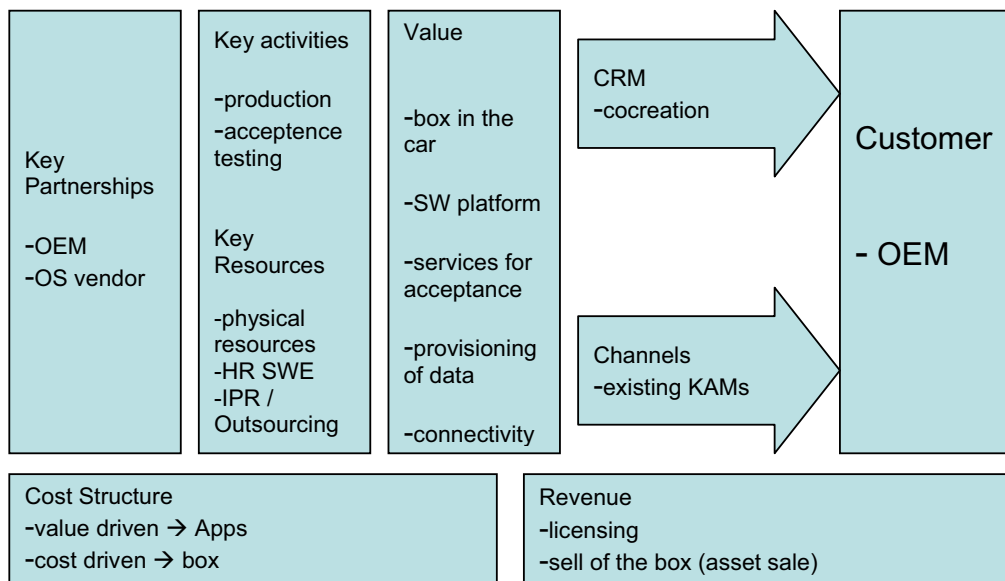 Key
Partnerships
-OEM
-OS vendor
Key activities
-production
-acceptence
testing
Key
Resources
-physical
resources
-HR SWE
-IPR /
Outsourcing
Value
-box in the
car
-SW platform
-services for
acceptance
-provisioning
of data
-connectivity
CRM
-cocreation
Channels
-existing KAMs
Customer
- OEM
Cost Structure
-value driven → Apps
-cost driven → box
Revenue
-licensing
-sell of the box (asset sale)